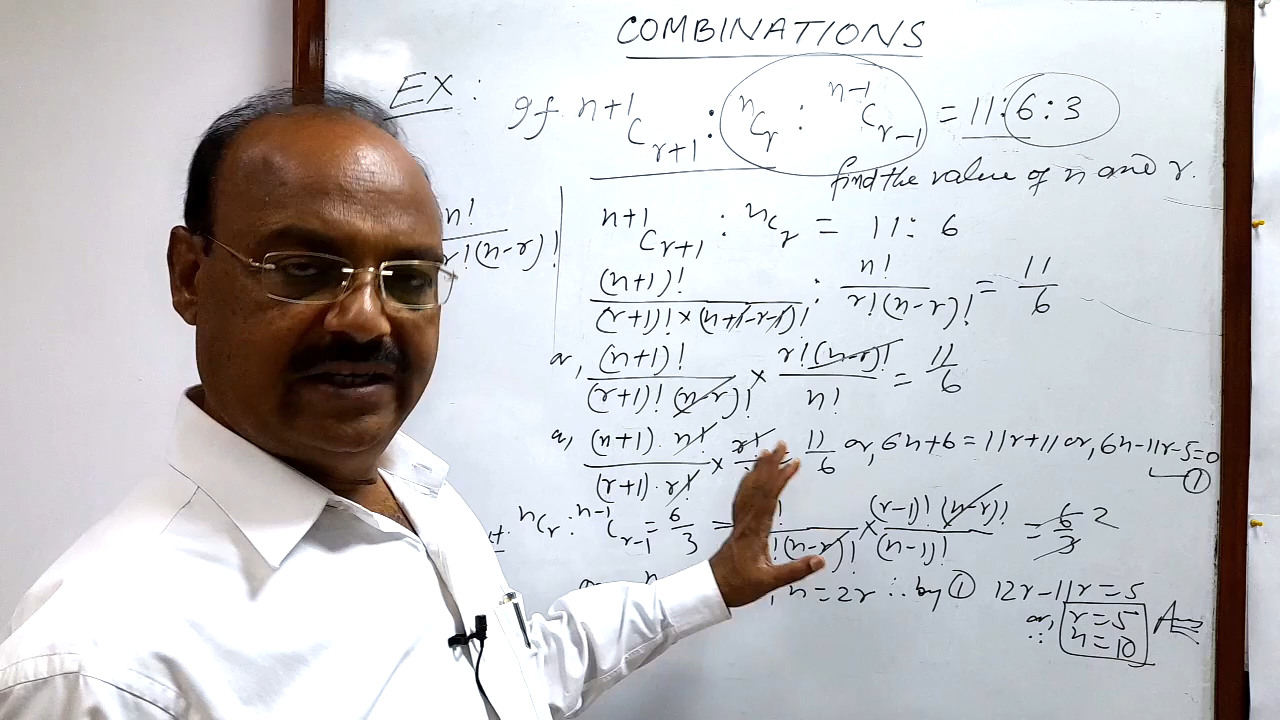 COMBINATIONS
EX: If n+1Cr+1 : nCr : n-1Cr-1 = 11:6:3
find the value of n and r.
n! / r!(n-r)!
n+1Cr+1 : nCr = 11:6
(n+1)! / (r+1)!×(n+1-r-1)! : n! / r!(n-r)! = 11/6
or, (n+1)! / (r+1)!(n-r)! × r!(n-r)! / n! = 11/6
or, (n+1).n! / (r+1).r! × r! = 11/6 or, 6n+6=11r+11 or, 6n-11r-5=0
①
nCr : n-1Cr-1 = 6/3 = ! / !(n-r)! × (r-1)!(n-r)! / (n-1)! = 6/3 2
n=2r ∴ by ① 12r-11r=5
or, r=5 Ans
∴ n=10